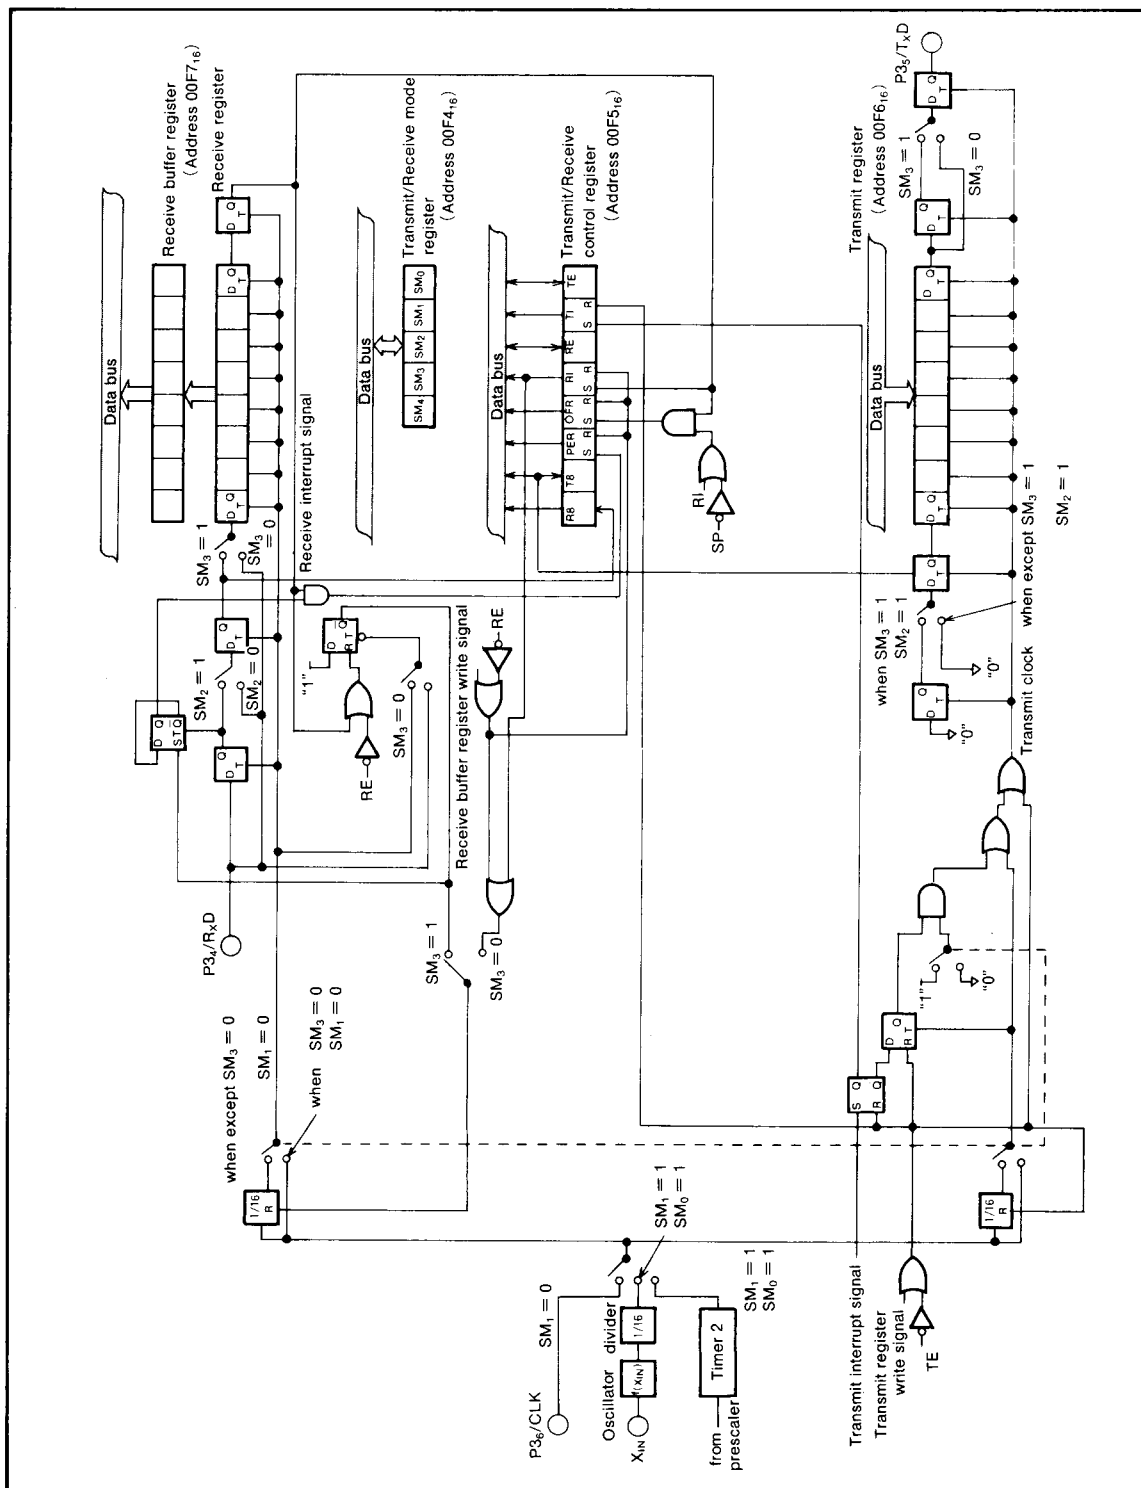 Data bus
Receive buffer register
(Address 00F7₁₆)
Receive register
D Q
T
D Q
T
D Q
T
SM₃ = 1
SM₃ = 0
D Q
T
SM₂ = 1
SM₂ = 0
D Q
T
D Q
S T Q̅
P3₄/RₓD
Receive interrupt signal
"1"
D Q̅
R T
RE
SM₃ = 0
Receive buffer register write signal
RE
SM₃ = 1
SM₃ = 0
when except SM₃ = 0
SM₁ = 0
when SM₃ = 0
SM₁ = 0
1/16
R
Data bus
Transmit/Receive mode
register
(Address 00F4₁₆)
SM₄ SM₃ SM₂ SM₁ SM₀
Data bus
Transmit/Receive
control register
(Address 00F5₁₆)
R8 T8 PER OFR RI RE TI TE
S R S R S R S R
RI
SP
P3₆/CLK
SM₁ = 0
Oscillator divider
X_IN
f(X_IN)
1/16
SM₁ = 1
SM₀ = 1
from
prescaler
Timer 2
SM₁ = 1
SM₀ = 1
Transmit interrupt signal
Transmit register
write signal
TE
S Q
R Q
D Q
R T
"1"
"0"
1/16
R
Transmit clock
"0"
D Q
T
when SM₃ = 1
SM₂ = 1
"0"
when except SM₃ = 1
SM₂ = 1
D Q
T
Data bus
Transmit register
(Address 00F6₁₆)
D Q
T
D Q
T
D Q
T
SM₃ = 1
SM₃ = 0
D Q
T
P3₅/TₓD